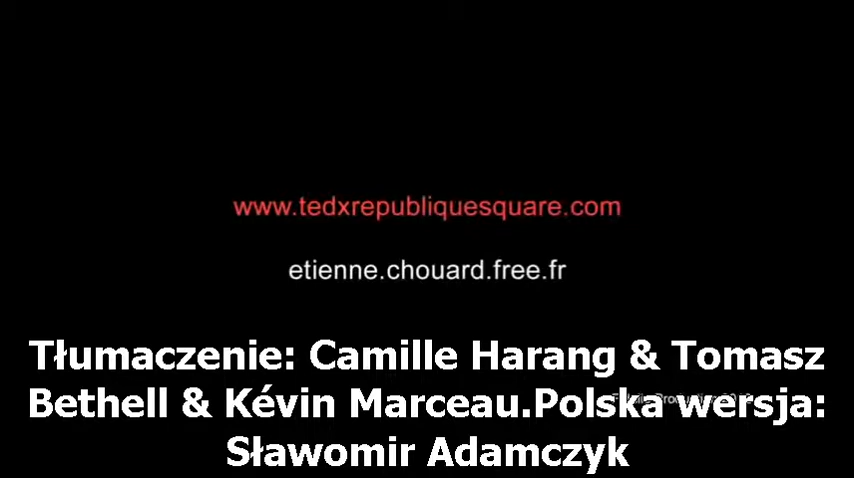 www.tedxrepubliquesquare.com
etienne.chouard.free.fr
Tłumaczenie: Camille Harang & Tomasz
Bethell & Kévin Marceau.Polska wersja:
Sławomir Adamczyk